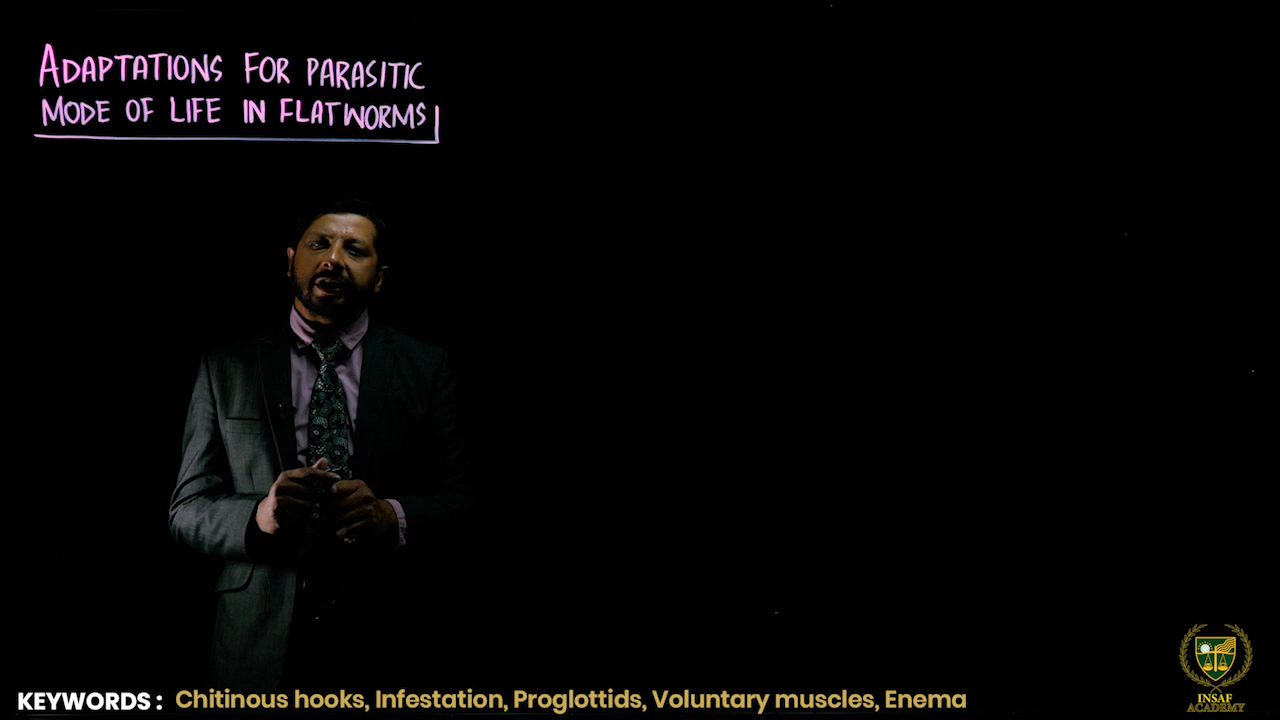 ADAPTATIONS FOR PARASITIC
MODE OF LIFE IN FLATWORMS
KEYWORDS : Chitinous hooks, Infestation, Proglottids, Voluntary muscles, Enema
INSAF
ACADEMY